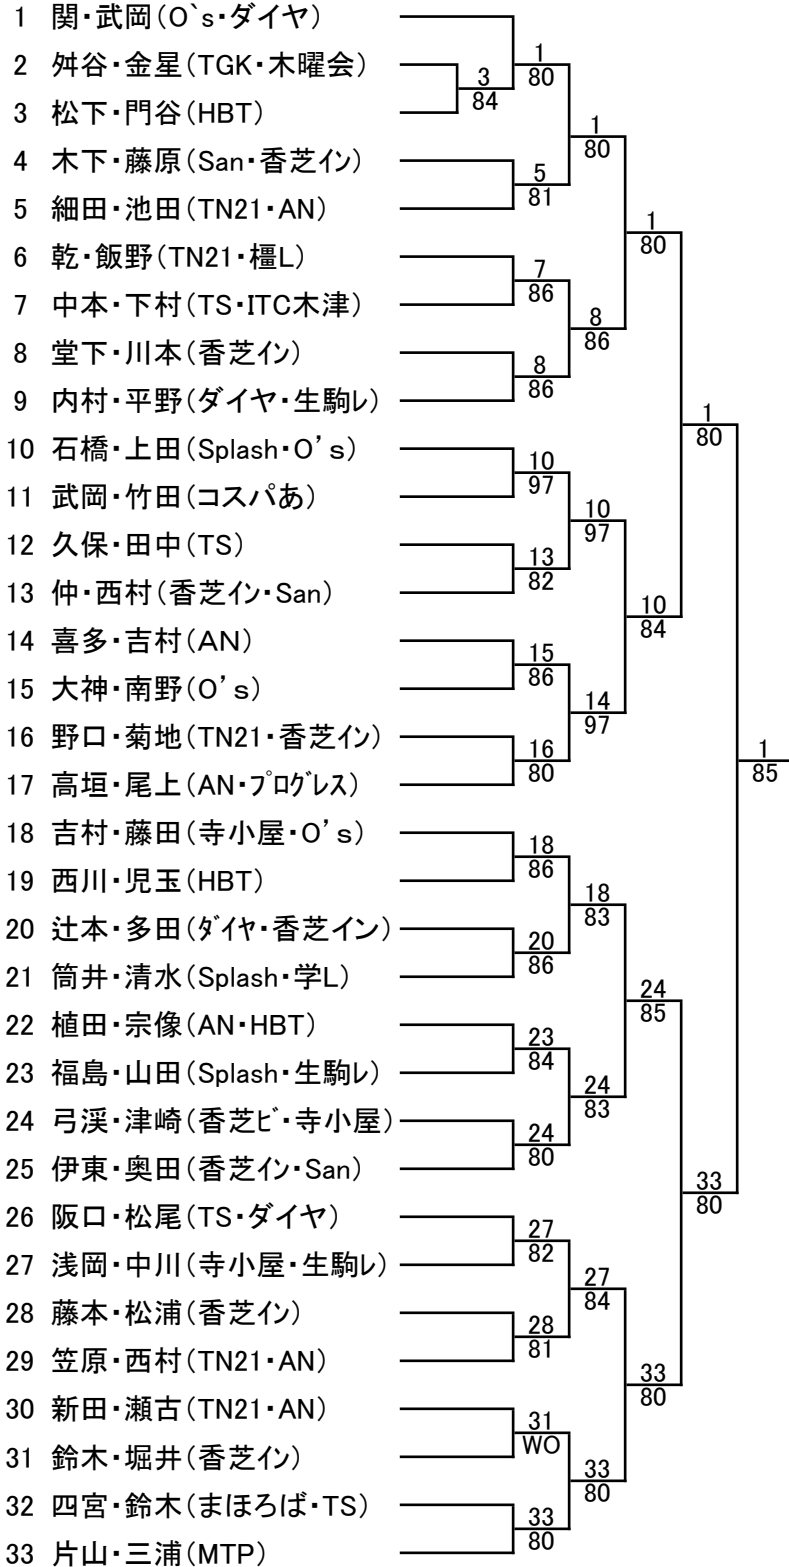 1 関・武岡(O`s・ダイヤ)
2 舛谷・金星(TGK・木曜会)
3 松下・門谷(HBT)
4 木下・藤原(San・香芝イン)
5 細田・池田(TN21・AN)
6 乾・飯野(TN21・橿L)
7 中本・下村(TS・ITC木津)
8 堂下・川本(香芝イン)
9 内村・平野(ダイヤ・生駒レ)
10 石橋・上田(Splash・O’s)
11 武岡・竹田(コスパあ)
12 久保・田中(TS)
13 仲・西村(香芝イン・San)
14 喜多・吉村(AN)
15 大神・南野(O’s)
16 野口・菊地(TN21・香芝イン)
17 高垣・尾上(AN・プログレス)
18 吉村・藤田(寺小屋・O’s)
19 西川・児玉(HBT)
20 辻本・多田(ダイヤ・香芝イン)
21 筒井・清水(Splash・学L)
22 植田・宗像(AN・HBT)
23 福島・山田(Splash・生駒レ)
24 弓渓・津崎(香芝ビ・寺小屋)
25 伊東・奥田(香芝イン・San)
26 阪口・松尾(TS・ダイヤ)
27 浅岡・中川(寺小屋・生駒レ)
28 藤本・松浦(香芝イン)
29 笠原・西村(TN21・AN)
30 新田・瀬古(TN21・AN)
31 鈴木・堀井(香芝イン)
32 四宮・鈴木(まほろば・TS)
33 片山・三浦(MTP)
3
84
1
80
5
81
7
86
8
86
10
97
13
82
15
86
16
80
18
86
20
86
23
84
24
80
27
82
28
81
31
WO
33
80
1
80
8
86
10
97
14
97
18
83
24
83
27
84
33
80
1
80
10
84
24
85
33
80
1
80
33
80
1
85